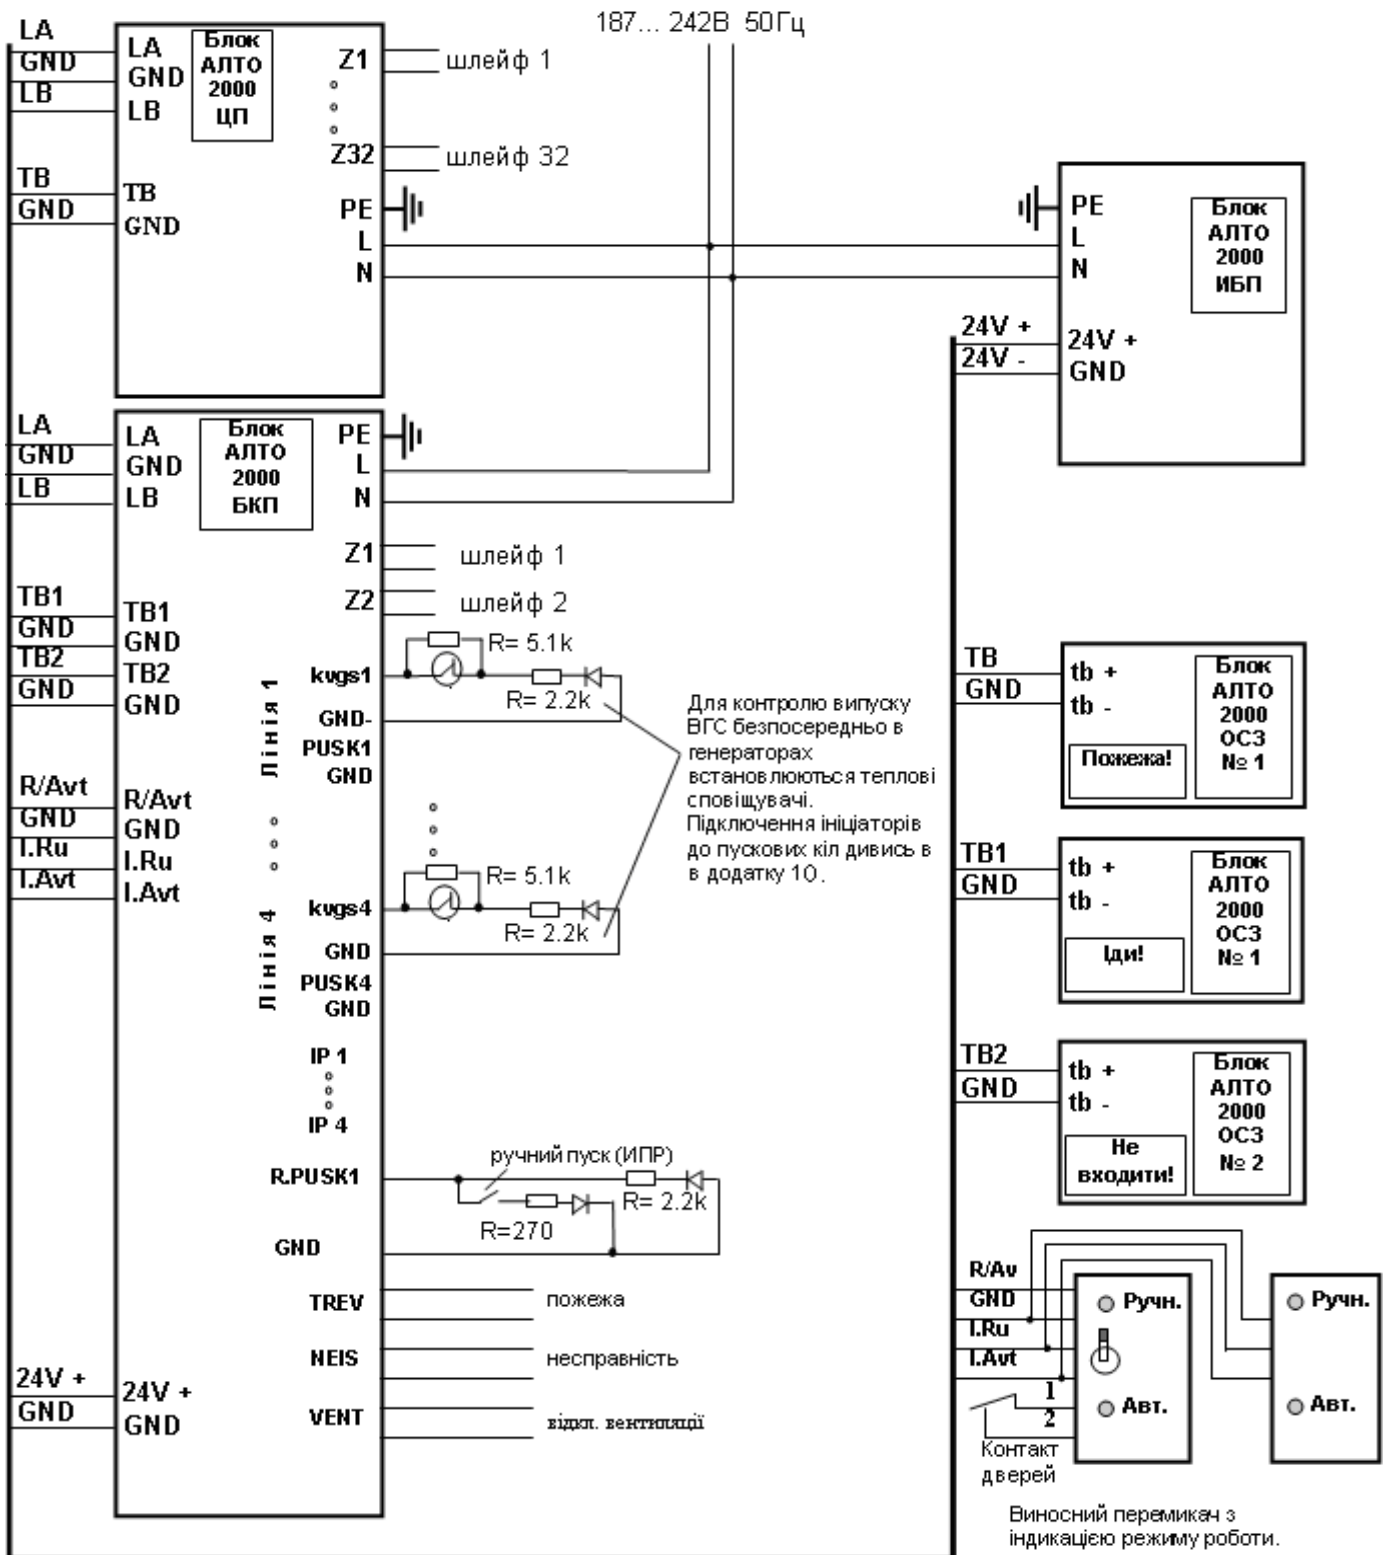 187... 242В 50Гц
LA
GND
LB
TB
GND
LA
GND
LB
TB
GND
Блок
АЛТО
2000
ЦП
Z1
шлейф 1
Z32
шлейф 32
PE
L
N
PE
L
N
24V +
24V -
24V +
GND
Блок
АЛТО
2000
ИБП
LA
GND
LB
LA
GND
LB
Блок
АЛТО
2000
БКП
PE
L
N
Z1
шлейф 1
Z2
шлейф 2
TB1
GND
TB2
GND
TB1
GND
TB2
GND
Лінія 1
kvgs1
R= 5.1k
R= 2.2k
GND-
PUSK1
GND
Для контролю випуску
ВГС безпосередньо в
генераторах
встановлюються теплові
сповіщувачі.
Підключення ініціаторів
до пускових кіл дивись в
в додатку 10.
R/Avt
GND
I.Ru
I.Avt
R/Avt
GND
I.Ru
I.Avt
Лінія 4
kvgs4
R= 5.1k
R= 2.2k
GND
PUSK4
GND
IP 1
IP 4
ручний пуск (ИПР)
R.PUSK1
R= 2.2k
R=270
GND
TREV
пожежа
NEIS
несправність
VENT
відкл. вентиляції
24V +
GND
24V +
GND
TB
GND
tb +
tb -
Пожежа!
Блок
АЛТО
2000
ОСЗ
№ 1
TB1
GND
tb +
tb -
Іди!
Блок
АЛТО
2000
ОСЗ
№ 1
TB2
GND
tb +
tb -
Не
входити!
Блок
АЛТО
2000
ОСЗ
№ 2
R/Av
GND
I.Ru
I.Avt
1
2
Ручн.
Авт.
Ручн.
Авт.
Контакт
дверей
Виносний перемикач з
індикацією режиму роботи.